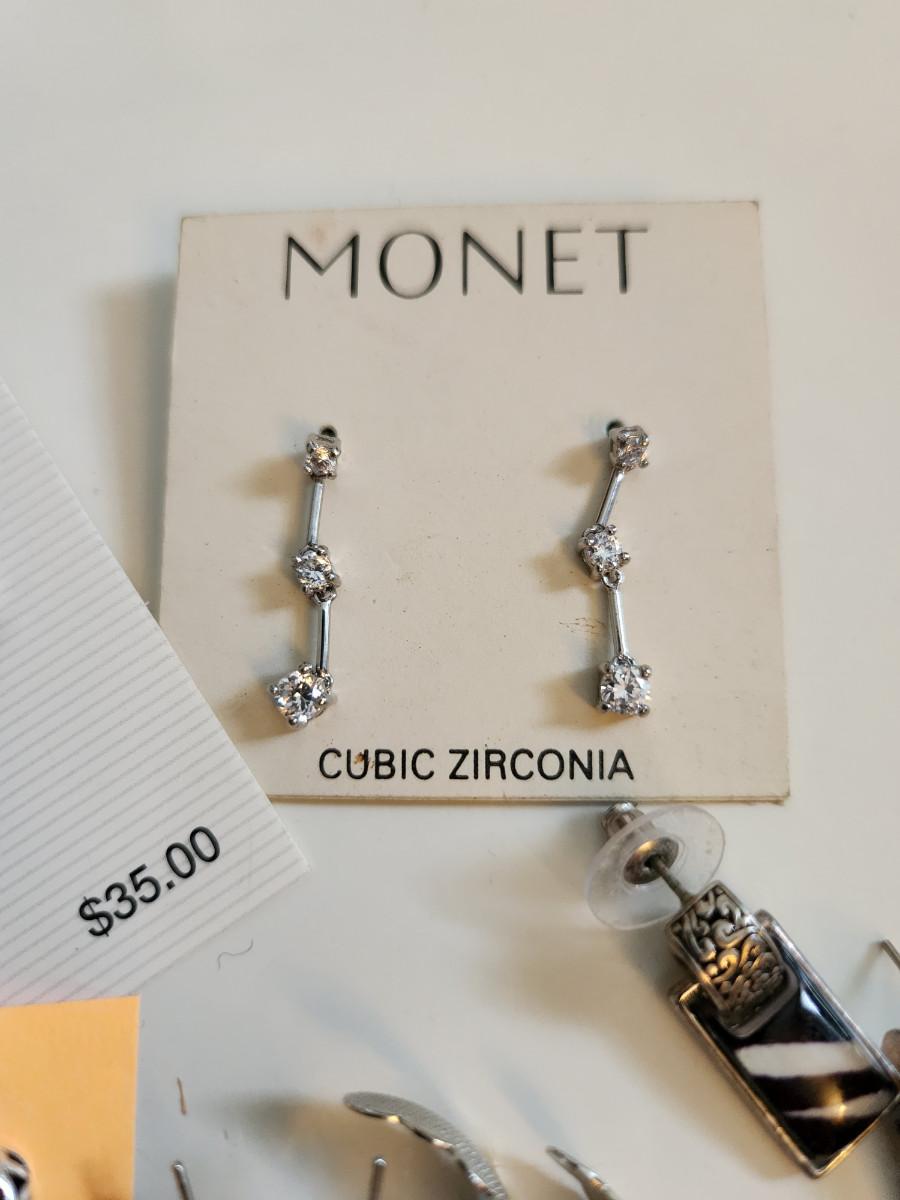 MONET
CUBIC ZIRCONIA
$35.00